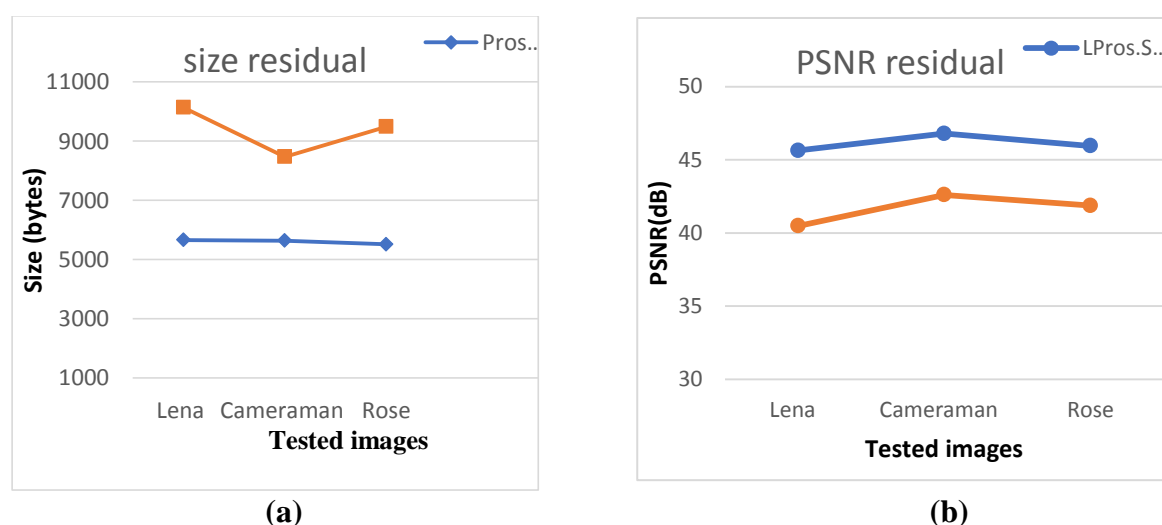 Pros..
size residual
11000
9000
7000
5000
3000
1000
Size (bytes)
Lena Cameraman Rose
Tested images
(a)
LPros.S..
PSNR residual
50
45
40
35
30
PSNR(dB)
Lena Cameraman Rose
Tested images
(b)